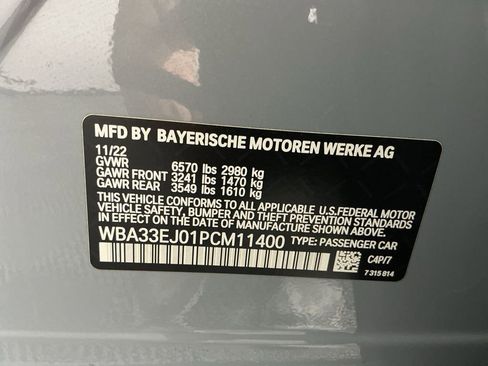 MFD BY BAYERISCHE MOTOREN WERKE AG
11/22
GVWR 6570 lbs 2980 kg
GAWR FRONT 3241 lbs 1470 kg
GAWR REAR 3549 lbs 1610 kg
THIS VEHICLE CONFORMS TO ALL APPLICABLE U.S.FEDERAL MOTOR
VEHICLE SAFETY, BUMPER AND THEFT PREVENTION STANDARDS
IN EFFECT ON THE DATE OF MANUFACTURE SHOWN ABOVE.
WBA33EJ01PCM11400 TYPE: PASSENGER CAR
C4P/7
7 315 814